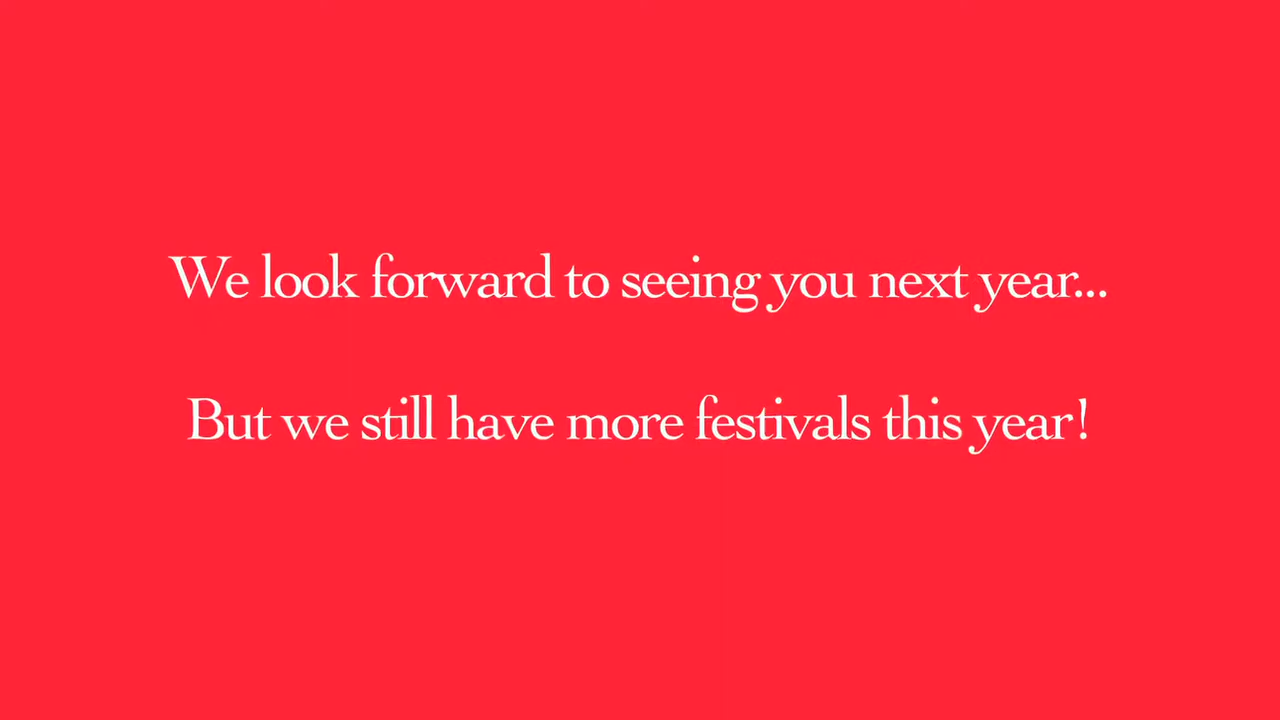 We look forward to seeing you next year...
But we still have more festivals this year!